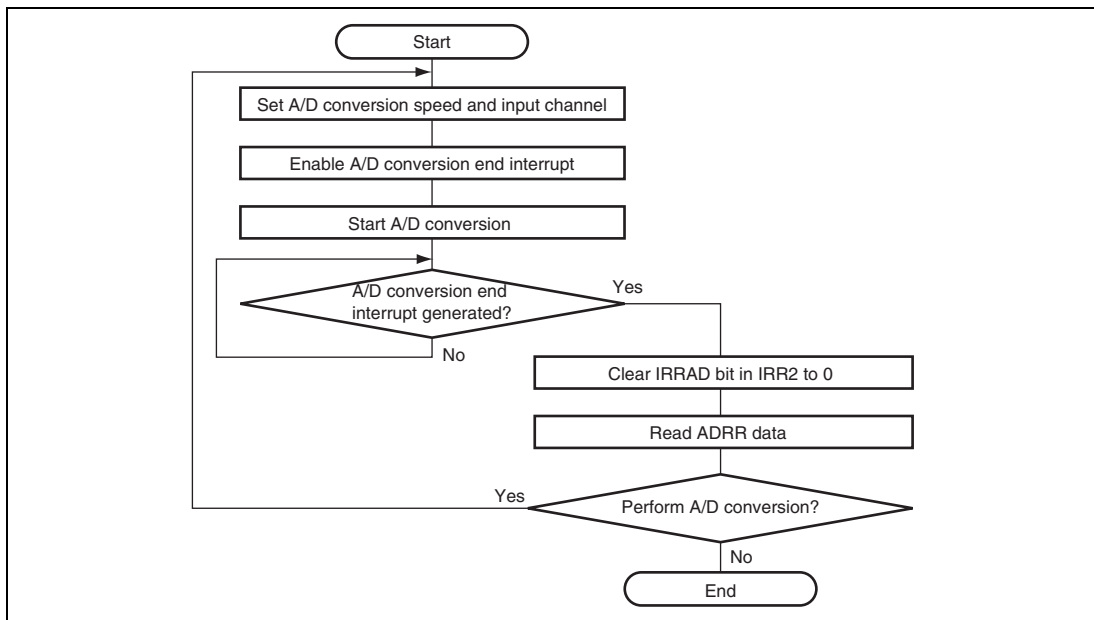 Start
Set A/D conversion speed and input channel
Enable A/D conversion end interrupt
Start A/D conversion
A/D conversion end
interrupt generated?
Yes
No
Clear IRRAD bit in IRR2 to 0
Read ADRR data
Perform A/D conversion?
Yes
No
End